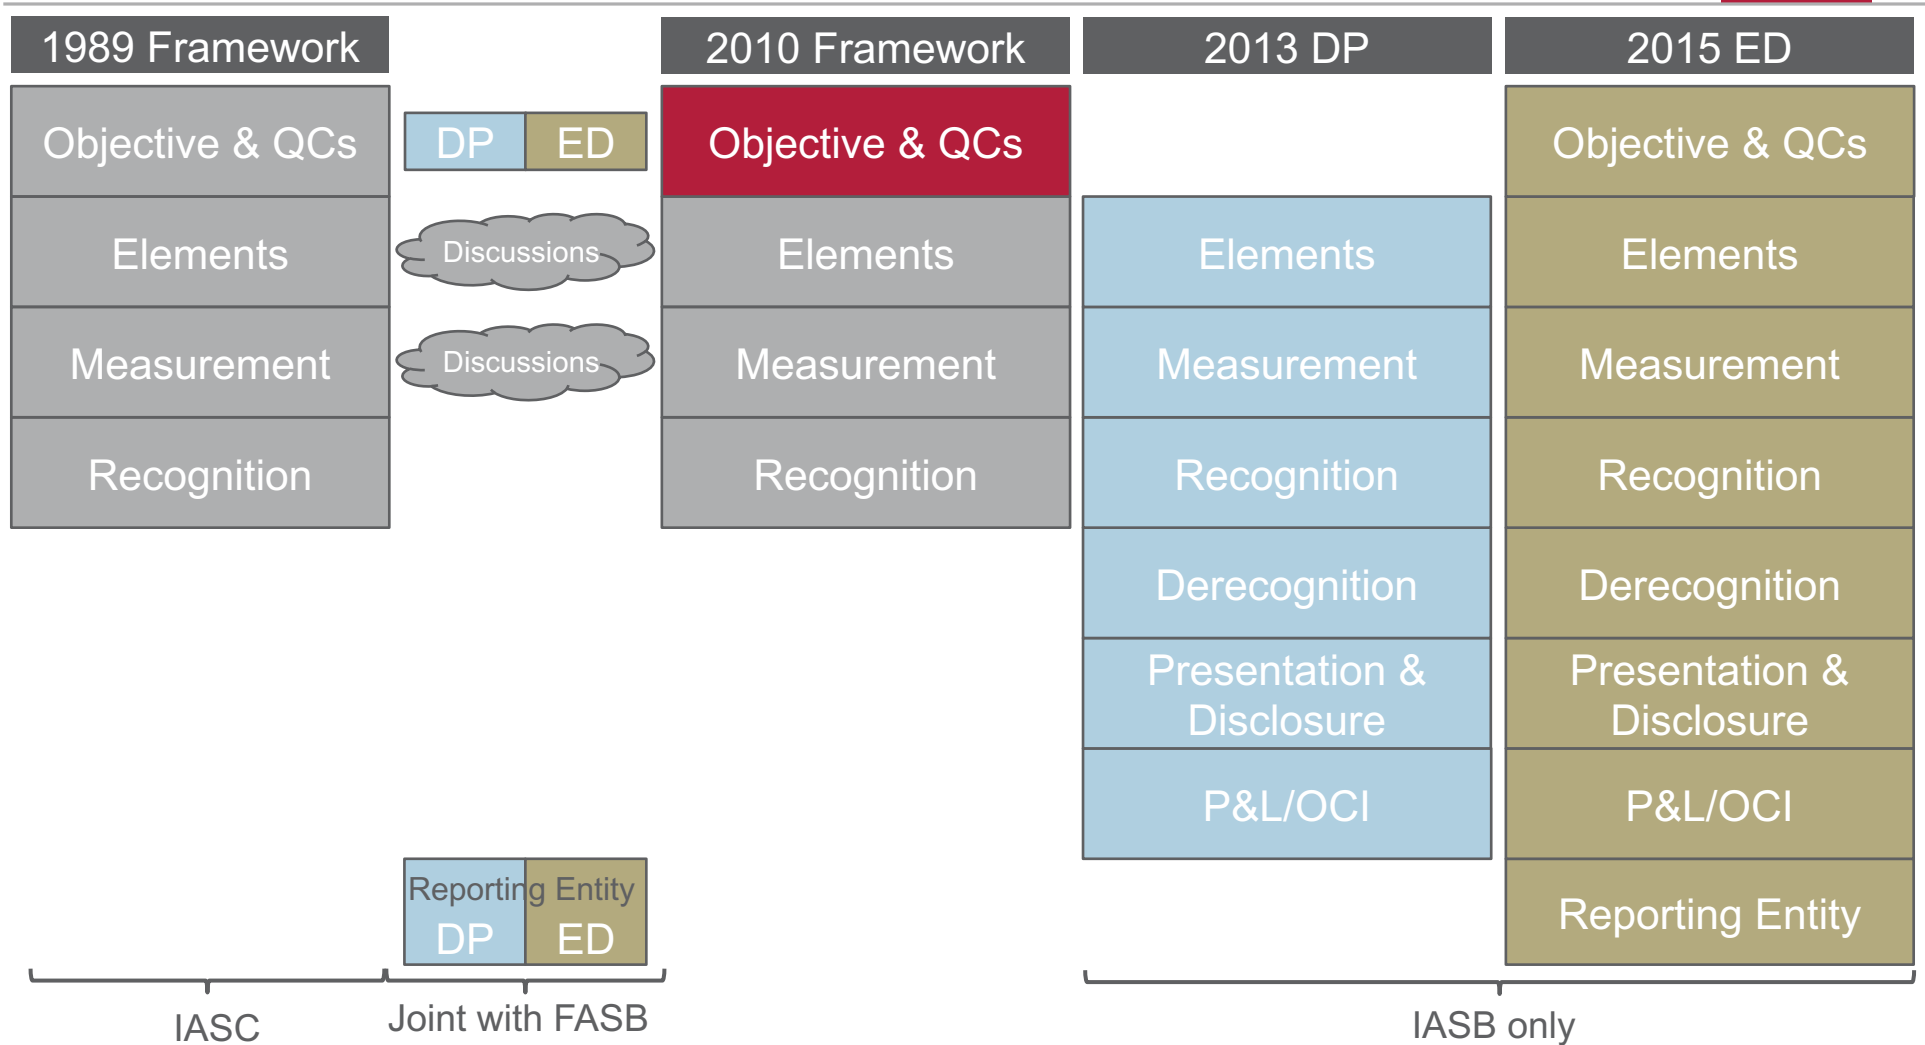 1989 Framework
2010 Framework
2013 DP
2015 ED
Objective & QCs
DP
ED
Objective & QCs
Objective & QCs
Elements
Discussions
Elements
Elements
Elements
Measurement
Discussions
Measurement
Measurement
Measurement
Recognition
Recognition
Recognition
Recognition
Derecognition
Derecognition
Presentation &
Disclosure
Presentation &
Disclosure
P&L/OCI
P&L/OCI
Reporting Entity
DP
ED
Reporting Entity
IASC
Joint with FASB
IASB only